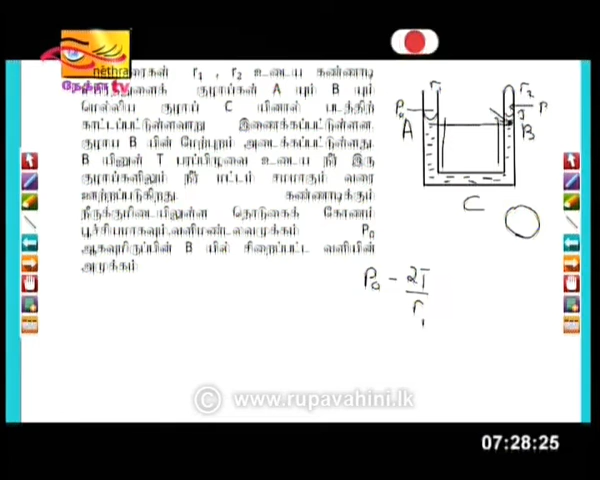 nethra
நேத்ரா tv
r₁ , r₂ உடைய கண்ணாடி
குழாய்கள் A யும் B யும்
மெல்லிய குழாய் C யினால் படத்திற்
காட்டப்பட்டுள்ளவாறு இணைக்கப்பட்டுள்ளன.
குழாய் B யின் மேற்புறம் அடைக்கப்பட்டுள்ளது.
B யினுள் T பரப்பிழுவை உடைய நீர் இரு
குழாய்களிலும் நீர் மட்டம் சமமாகும் வரை
ஊற்றப்படுகிறது. கண்ணாடிக்கும்
நீருக்குமிடையிலுள்ள தொடுகைக் கோணம்
பூச்சியமாகவும்,வளிமண்டலவமுக்கம் P₀
ஆகவுமிருப்பின் B யில் சிறைப்பட்ட வளியின்
அமுக்கம்
r₁
r₂
P₀
P
A
B
C
P₀ - 2T
r₁
© www.rupavahini.lk
07:28:25